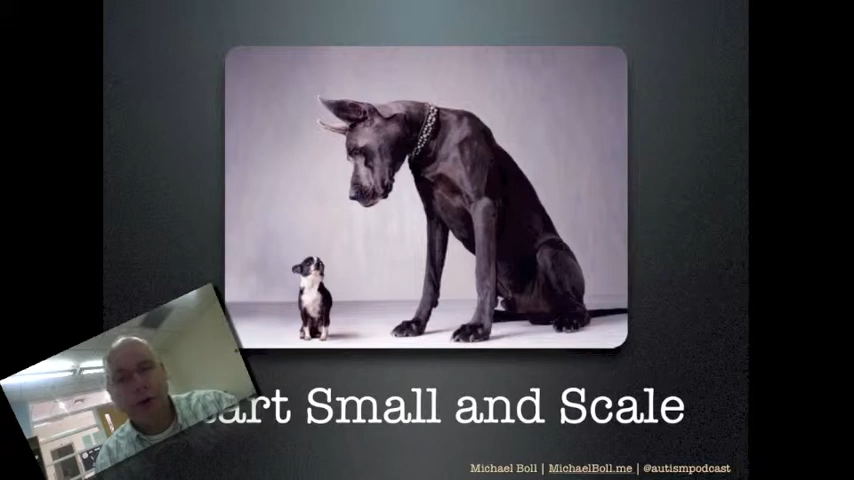 art Small and Scale
Michael Boll | MichaelBoll.me | @autismpodcast